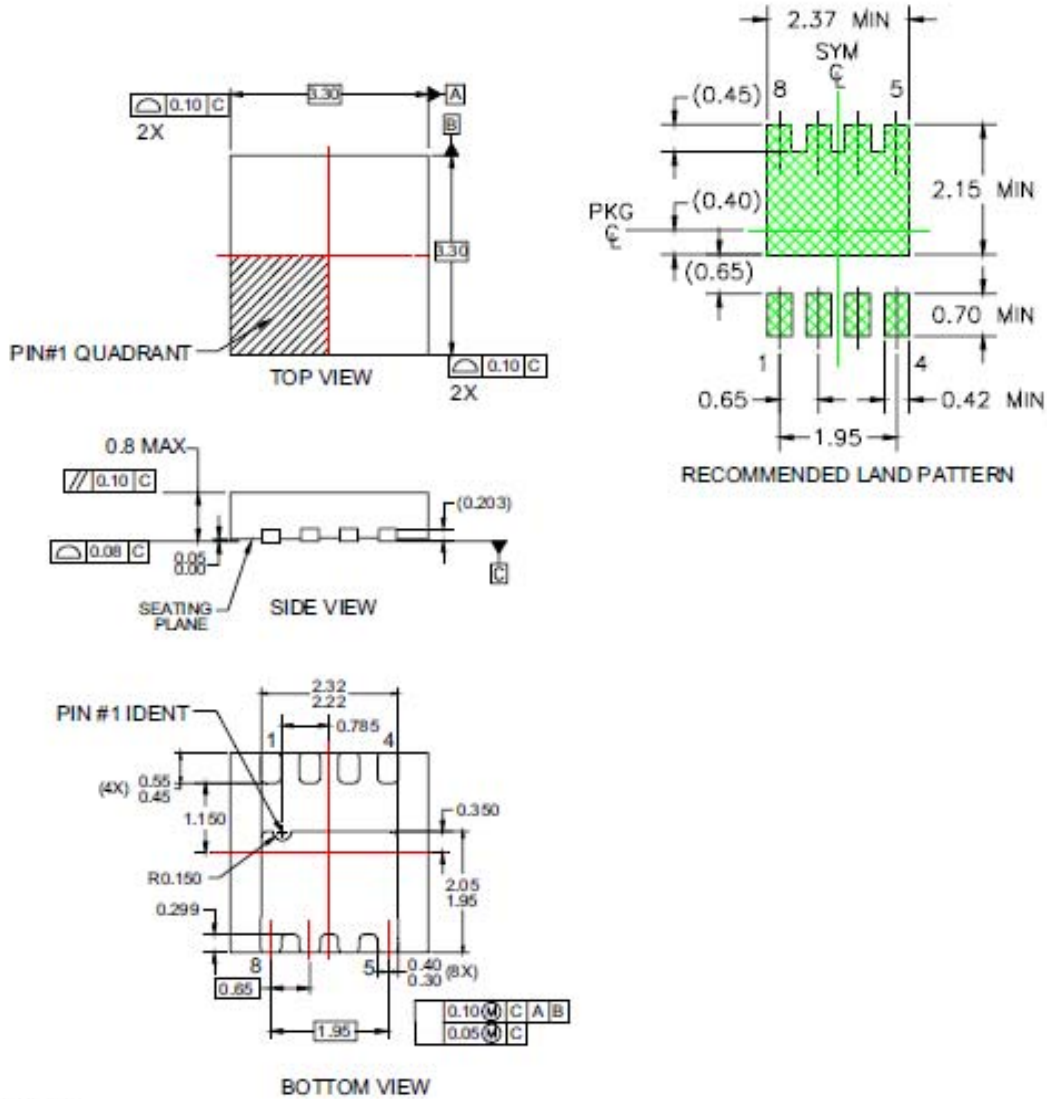 0.10 C
2X
3.30
A
B
3.30
PIN#1 QUADRANT
TOP VIEW
0.10 C
2X
2.37 MIN
SYM
CL
8
5
(0.45)
(0.40)
PKG
CL
(0.65)
2.15 MIN
0.70 MIN
1
4
0.65
0.42 MIN
1.95
RECOMMENDED LAND PATTERN
0.8 MAX
// 0.10 C
(0.203)
0.08 C
0.05
0.00
C
SEATING
PLANE
SIDE VIEW
2.32
2.22
PIN #1 IDENT
0.785
1
4
(4X) 0.55
0.45
0.350
1.150
R0.150
2.05
1.95
0.299
8
5
0.40
0.30 (8X)
0.65
1.95
0.10Ⓜ C A B
0.05Ⓜ C
BOTTOM VIEW